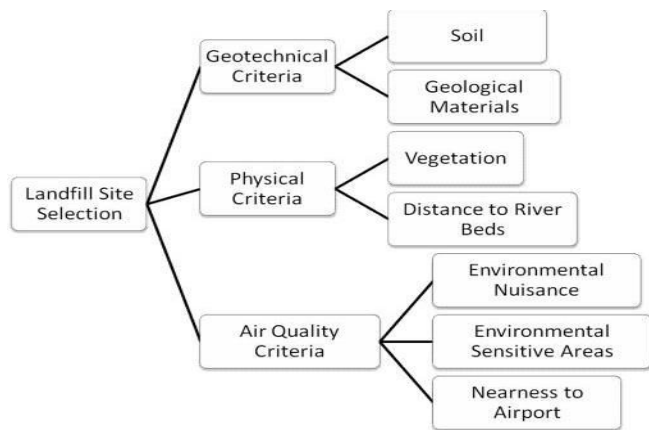 Landfill Site
Selection
Geotechnical
Criteria
Soil
Geological
Materials
Physical
Criteria
Vegetation
Distance to River
Beds
Air Quality
Criteria
Environmental
Nuisance
Environmental
Sensitive Areas
Nearness to
Airport